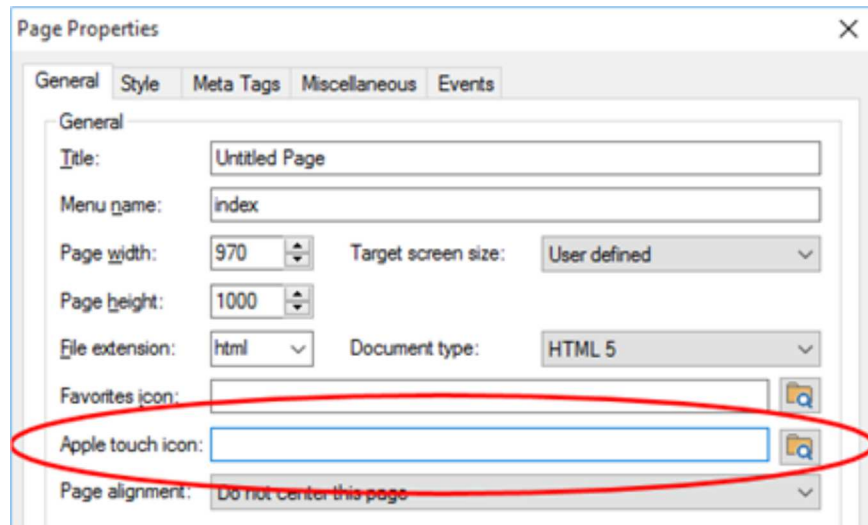 Page Properties
General Style Meta Tags Miscellaneous Events
General
Title: Untitled Page
Menu name: index
Page width: 970 Target screen size: User defined
Page height: 1000
File extension: html Document type: HTML 5
Favorites icon:
Apple touch icon:
Page alignment: Do not center this page